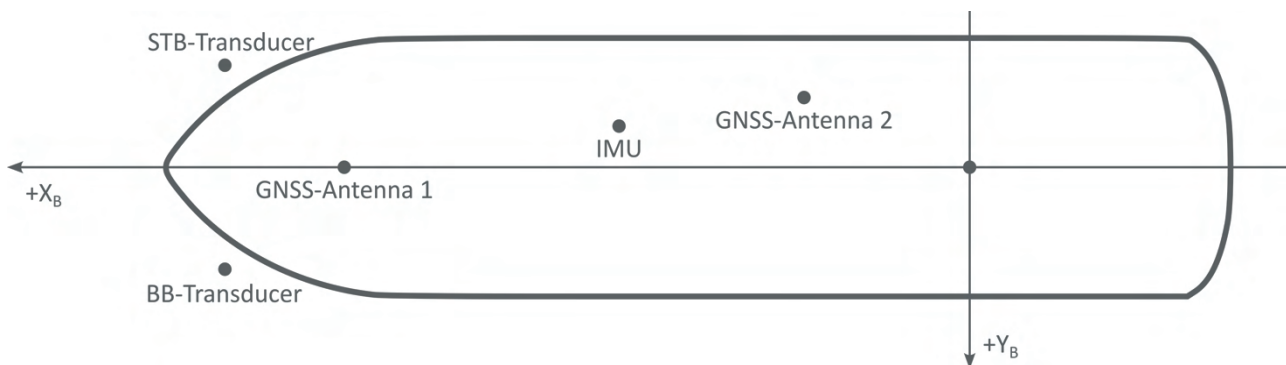 STB-Transducer
GNSS-Antenna 2
IMU
GNSS-Antenna 1
+X_B
BB-Transducer
+Y_B